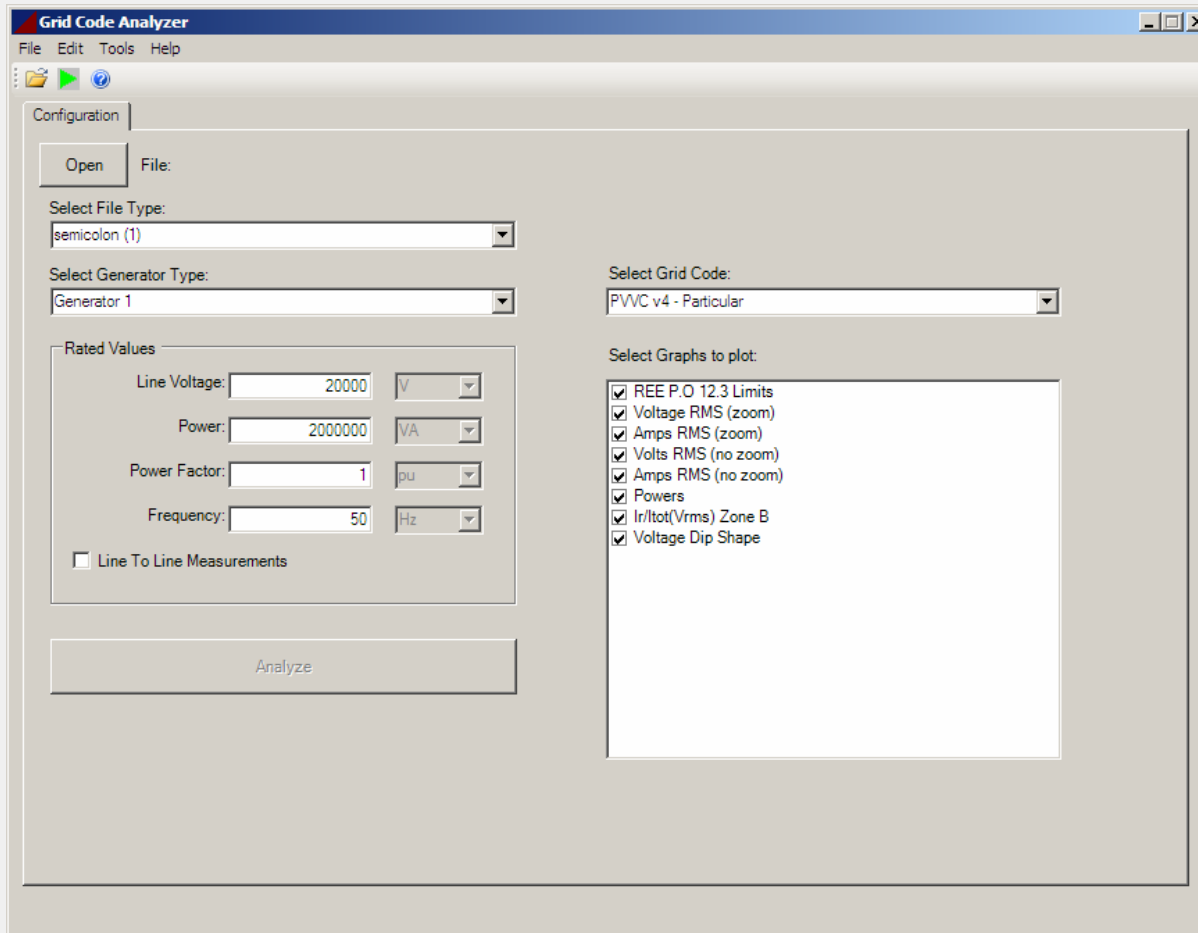 Grid Code Analyzer
File Edit Tools Help
Configuration
Open File:
Select File Type:
semicolon (1)
Select Generator Type:
Generator 1
Rated Values
Line Voltage: 20000 V
Power: 2000000 VA
Power Factor: 1 pu
Frequency: 50 Hz
Line To Line Measurements
Analyze
Select Grid Code:
PVVC v4 - Particular
Select Graphs to plot:
REE P.O 12.3 Limits
Voltage RMS (zoom)
Amps RMS (zoom)
Volts RMS (no zoom)
Amps RMS (no zoom)
Powers
Ir/Itot(Vrms) Zone B
Voltage Dip Shape